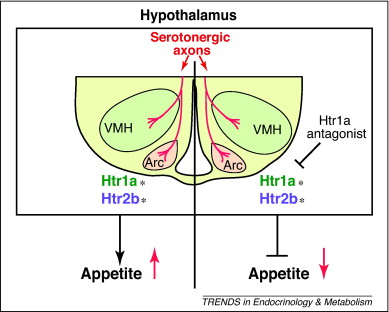 Hypothalamus
Serotonergic
axons
VMH
VMH
Arc
Arc
Htr1a
antagonist
Htr1a*
Htr2b*
Htr1a*
Htr2b*
Appetite
Appetite
TRENDS in Endocrinology & Metabolism